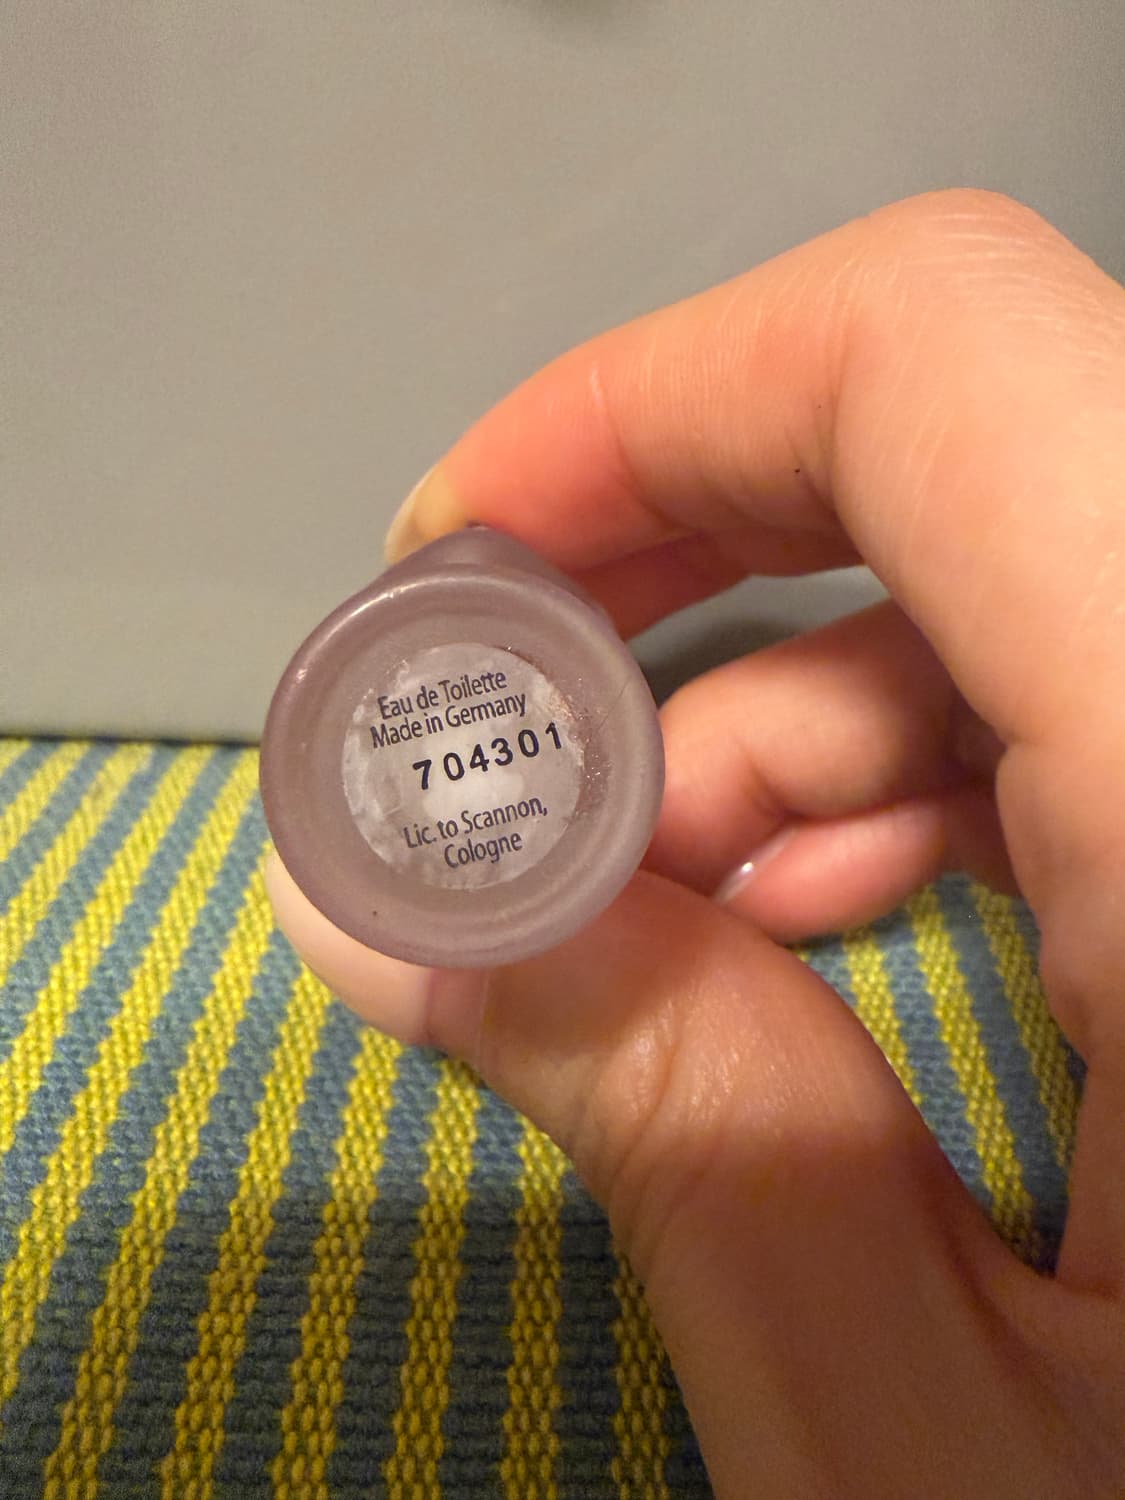 Eau de Toilette
Made in Germany
704301
Lic. to Scannon,
Cologne